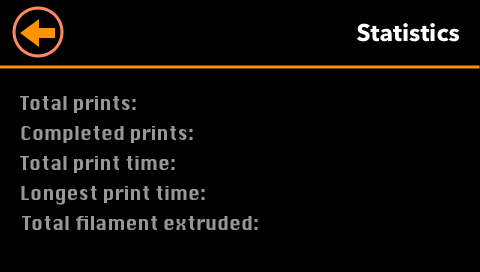 Statistics
Total prints:
Completed prints:
Total print time:
Longest print time:
Total filament extruded: